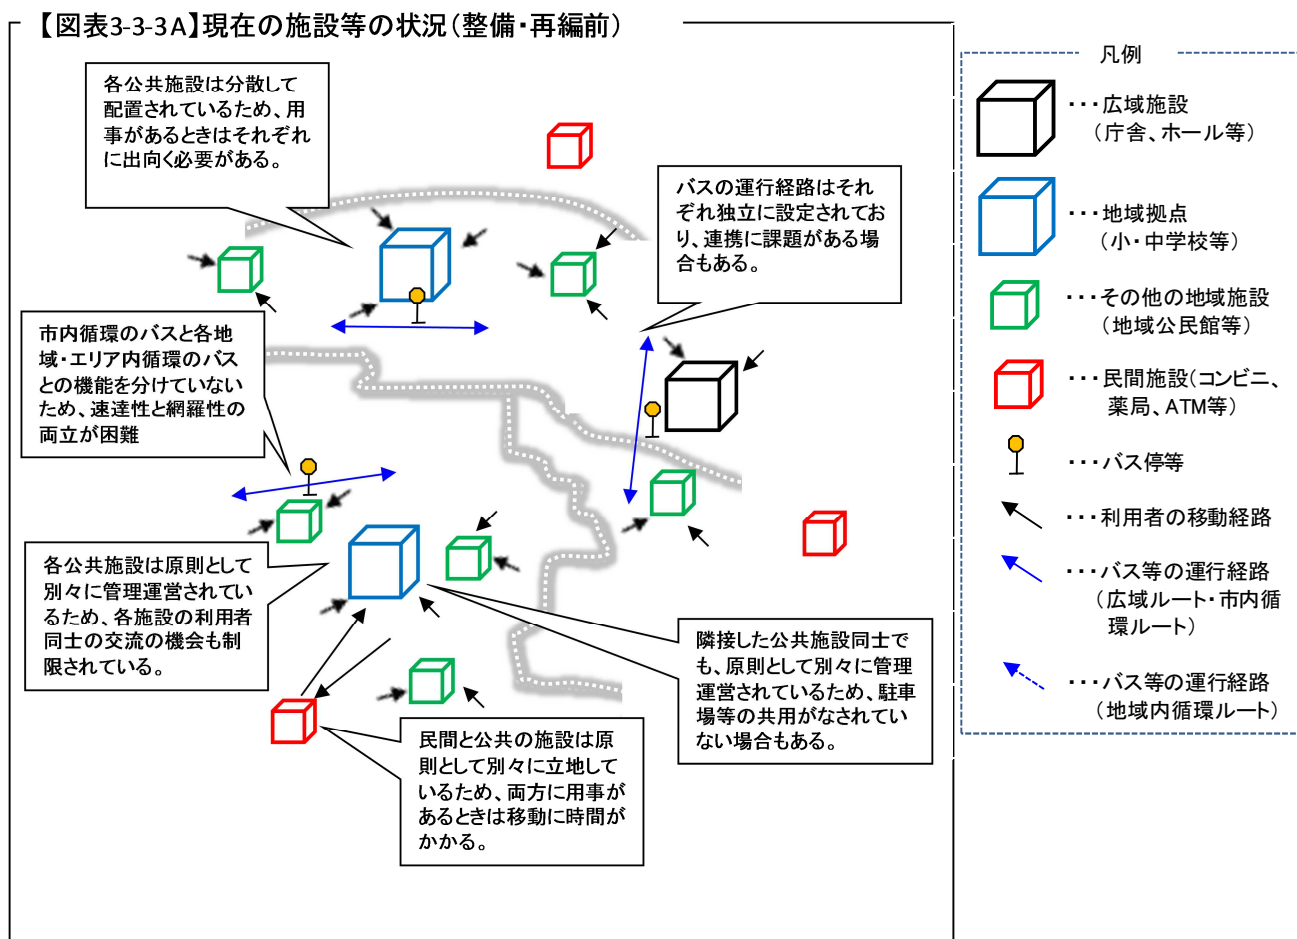 【図表3-3-3A】現在の施設等の状況(整備・再編前)
各公共施設は分散して
配置されているため、用
事があるときはそれぞれ
に出向く必要がある。
バスの運行経路はそれ
ぞれ独立に設定されてお
り、連携に課題がある場
合もある。
市内循環のバスと各地
域・エリア内循環のバス
との機能を分けていない
ため、速達性と網羅性の
両立が困難
各公共施設は原則として
別々に管理運営されてい
るため、各施設の利用者
同士の交流の機会も制
限されている。
隣接した公共施設同士で
も、原則として別々に管理
運営されているため、駐車
場等の共用がなされてい
ない場合もある。
民間と公共の施設は原
則として別々に立地して
いるため、両方に用事が
あるときは移動に時間が
かかる。
凡例
・・・広域施設
(庁舎、ホール等)
・・・地域拠点
(小・中学校等)
・・・その他の地域施設
(地域公民館等)
・・・民間施設(コンビニ、
薬局、ATM等)
・・・バス停等
・・・利用者の移動経路
・・・バス等の運行経路
(広域ルート・市内循
環ルート)
・・・バス等の運行経路
(地域内循環ルート)